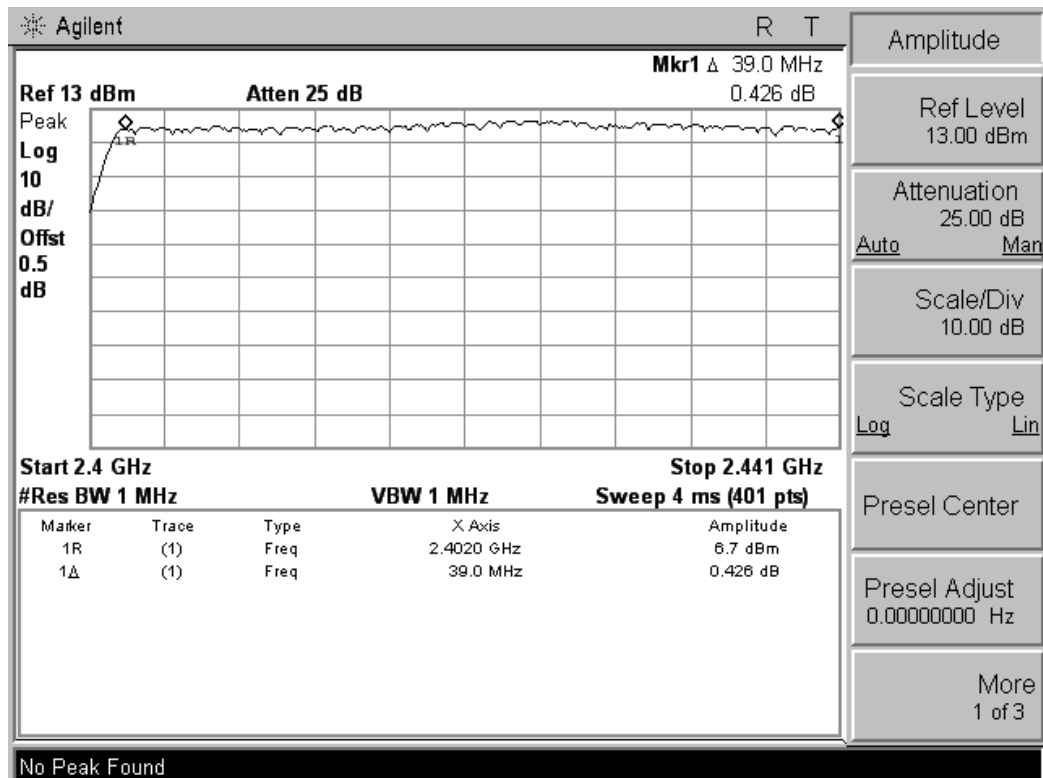 Agilent R T
Mkr1 Δ 39.0 MHz
Ref 13 dBm Atten 25 dB 0.426 dB
Peak
Log
10
dB/
Offset
0.5
dB
1R
1
Start 2.4 GHz Stop 2.441 GHz
#Res BW 1 MHz VBW 1 MHz Sweep 4 ms (401 pts)
Marker Trace Type X Axis Amplitude
1R (1) Freq 2.4020 GHz 6.7 dBm
1Δ (1) Freq 39.0 MHz 0.426 dB
No Peak Found
Amplitude
Ref Level
13.00 dBm
Attenuation
25.00 dB
Auto Man
Scale/Div
10.00 dB
Scale Type
Log Lin
Presel Center
Presel Adjust
0.00000000 Hz
More
1 of 3